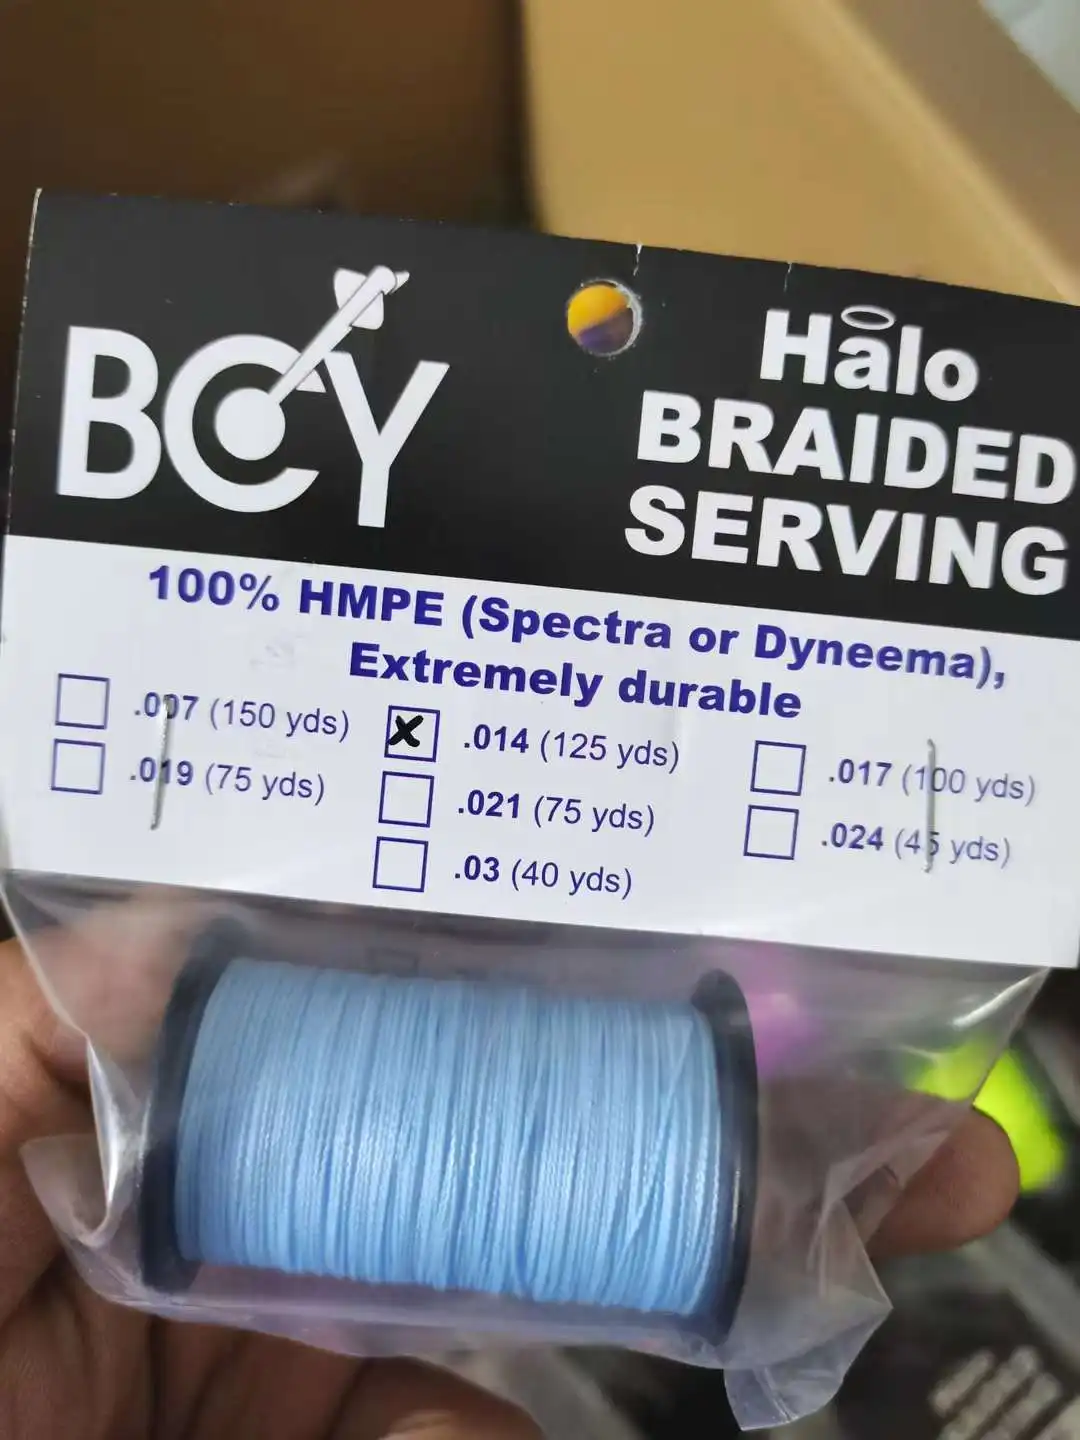 BCY
Halo
BRAIDED
SERVING
100% HMPE (Spectra or Dyneema),
Extremely durable
.007 (150 yds)
.014 (125 yds)
.017 (100 yds)
.019 (75 yds)
.021 (75 yds)
.024 (45 yds)
.03 (40 yds)